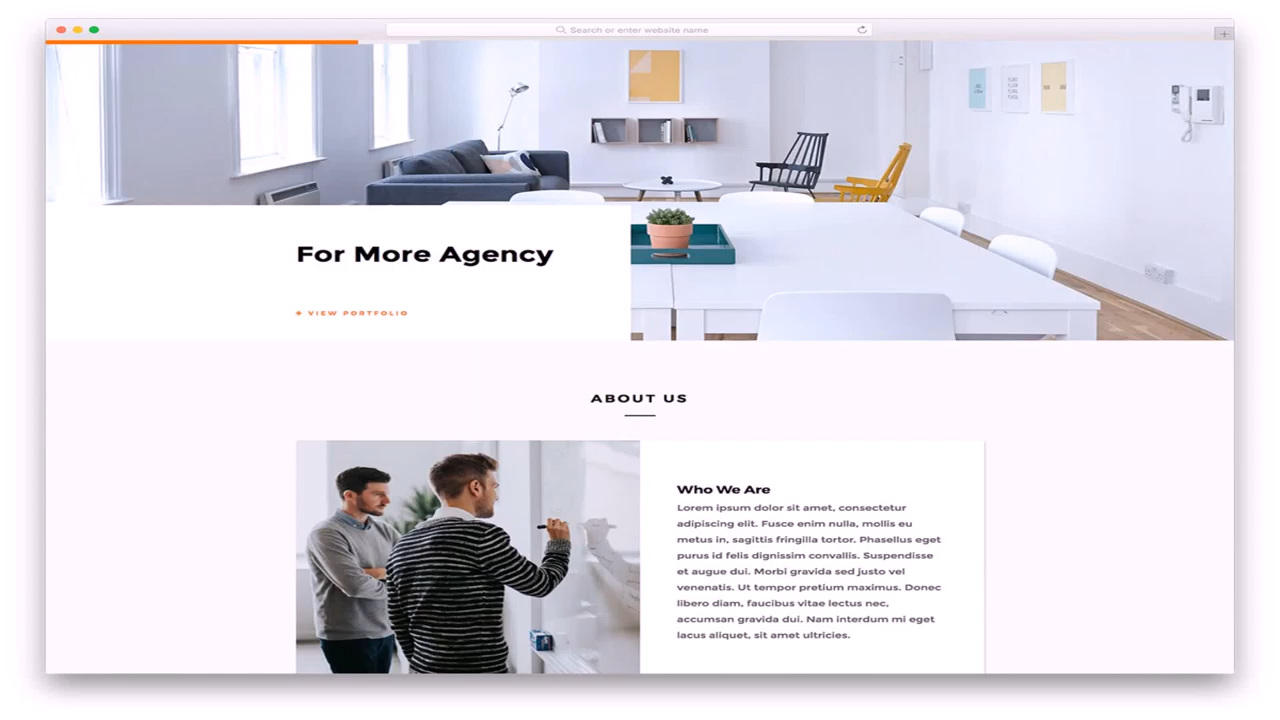 Search or enter website name
For More Agency
+ VIEW PORTFOLIO
ABOUT US
Who We Are
Lorem ipsum dolor sit amet, consectetur
adipiscing elit. Fusce enim nulla, mollis eu
metus in, sagittis fringilla tortor. Phasellus eget
purus id felis dignissim convallis. Suspendisse
et augue dui. Morbi gravida sed justo vel
venenatis. Ut tempor pretium maximus. Donec
libero diam, faucibus vitae lectus nec,
accumsan gravida dui. Nam interdum mi eget
lacus aliquet, sit amet ultricies.